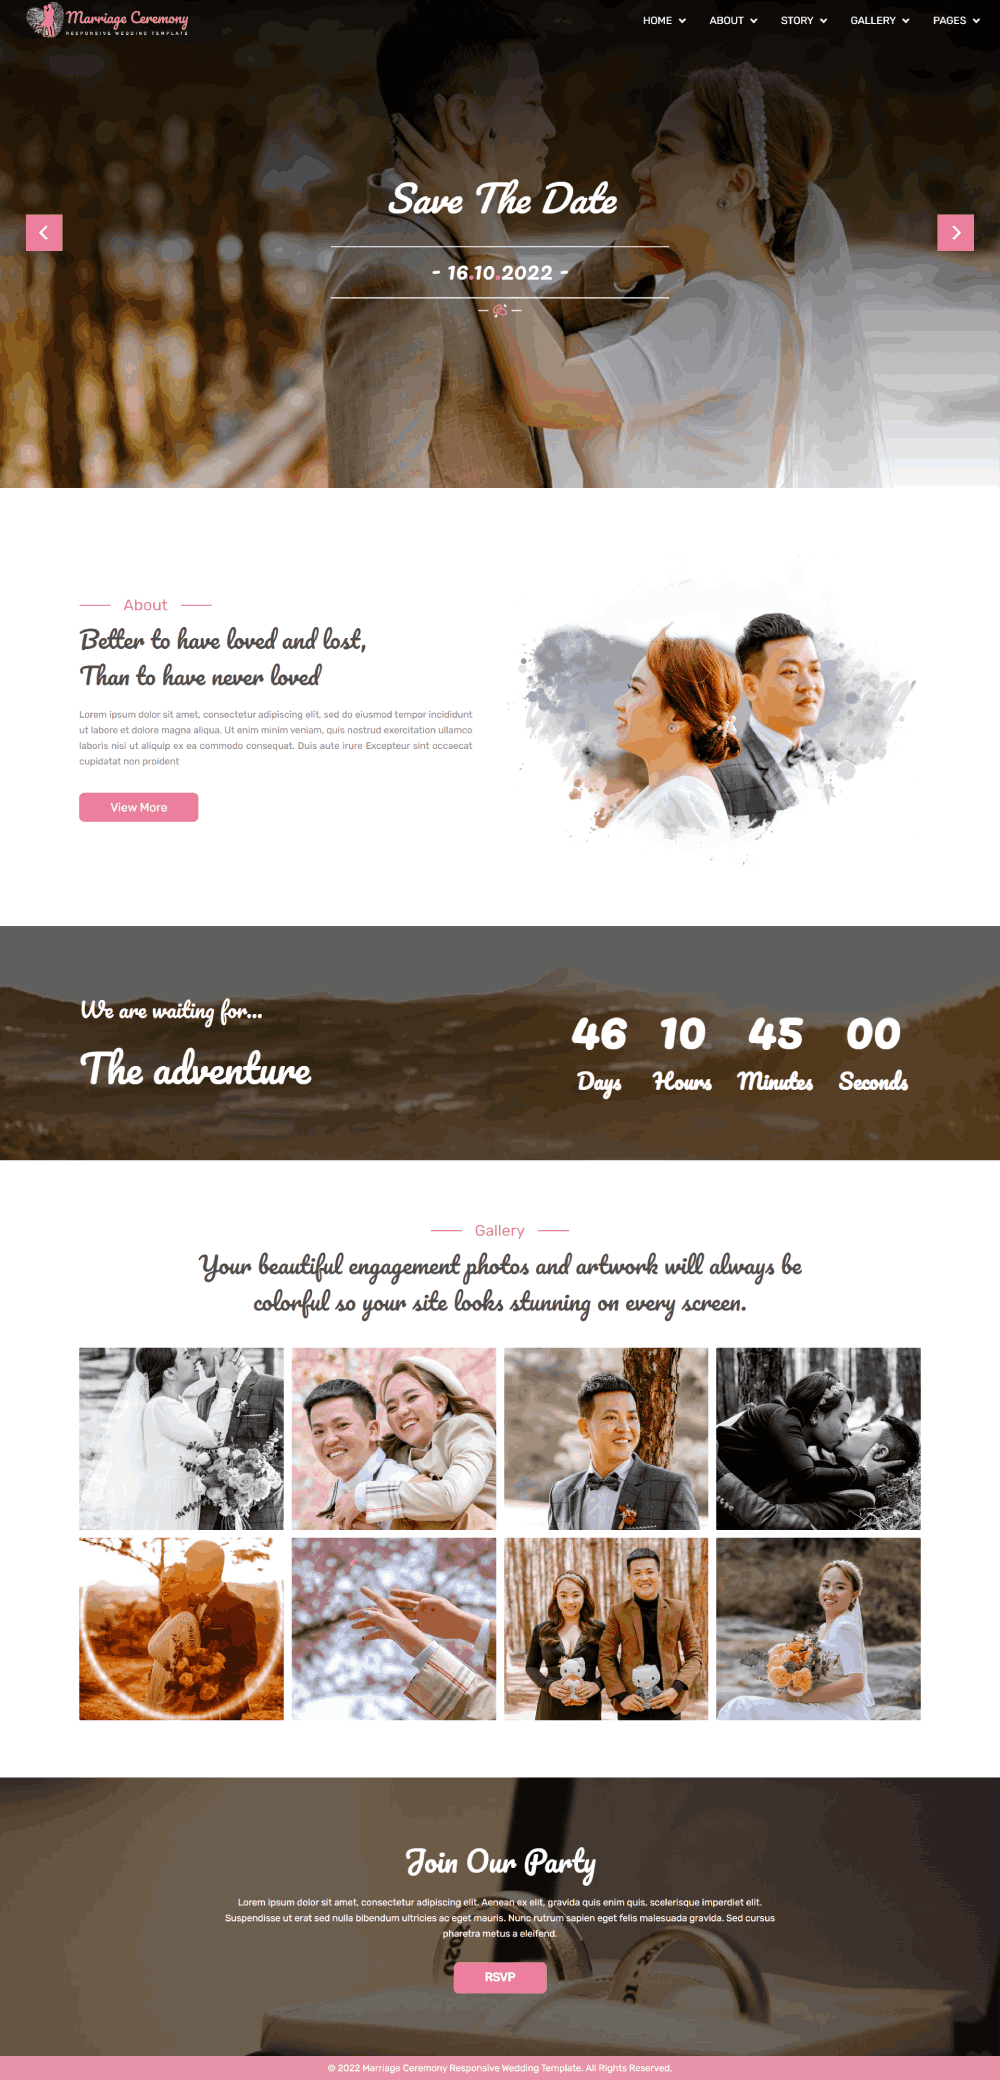 Marriage Ceremony
RESPONSIVE WEDDING TEMPLATE
HOME ABOUT STORY GALLERY PAGES
Save The Date
- 16.10.2022 -
About
Better to have loved and lost,
Than to have never loved
Lorem ipsum dolor sit amet, consectetur adipiscing elit, sed do eiusmod tempor incididunt
ut labore et dolore magna aliqua. Ut enim minim veniam, quis nostrud exercitation ullamco
laboris nisi ut aliquip ex ea commodo consequat. Duis aute irure Excepteur sint occaecat
cupidatat non proident
View More
We are waiting for...
The adventure
46 10 45 00
Days Hours Minutes Seconds
Gallery
Your beautiful engagement photos and artwork will always be
colorful so your site looks stunning on every screen.
Join Our Party
Lorem ipsum dolor sit amet, consectetur adipiscing elit. Aenean ex elit, gravida quis enim quis, scelerisque imperdiet elit.
Suspendisse ut erat sed nulla bibendum ultricies ac eget mauris. Nunc rutrum sapien eget felis malesuada gravida. Sed cursus
pharetra metus a eleifend.
RSVP
© 2022 Marriage Ceremony Responsive Wedding Template. All Rights Reserved.